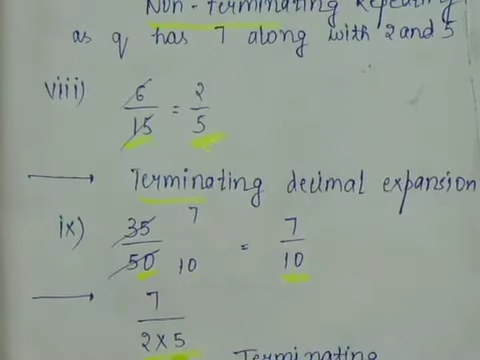 Non-terminating Repeating
as q has 7 along with 2 and 5
viii) 6/15 = 2/5
→ Terminating decimal expansion
ix) 35/50 7/10 = 7/10
→ 7/2×5
Terminating